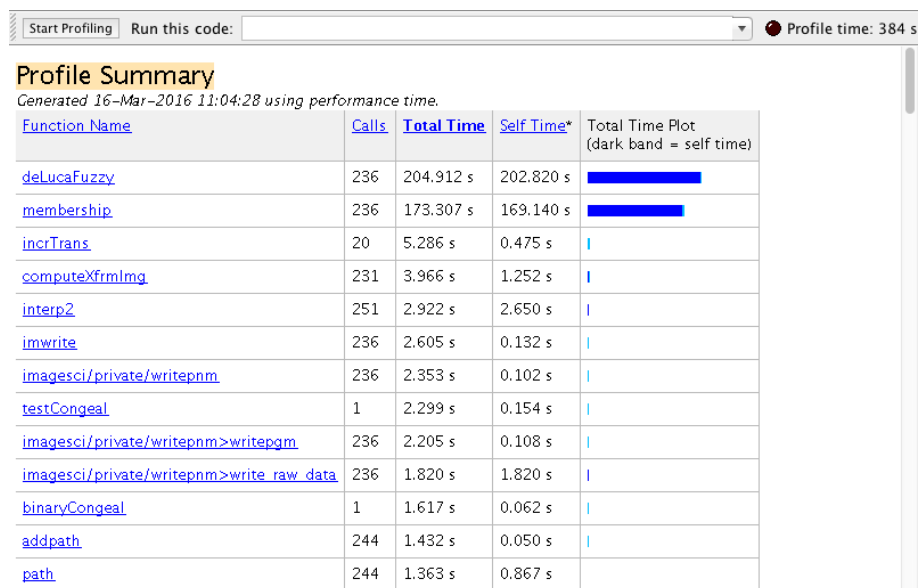 Start Profiling Run this code: Profile time: 384 s
Profile Summary
Generated 16-Mar-2016 11:04:28 using performance time.
Function Name Calls Total Time Self Time* Total Time Plot
(dark band = self time)
deLucaFuzzy 236 204.912 s 202.820 s
membership 236 173.307 s 169.140 s
incrTrans 20 5.286 s 0.475 s
computeXfrmImg 231 3.966 s 1.252 s
interp2 251 2.922 s 2.650 s
imwrite 236 2.605 s 0.132 s
imagesci/private/writepnm 236 2.353 s 0.102 s
testCongeal 1 2.299 s 0.154 s
imagesci/private/writepnm>writepgm 236 2.205 s 0.108 s
imagesci/private/writepnm>write_raw_data 236 1.820 s 1.820 s
binaryCongeal 1 1.617 s 0.062 s
addpath 244 1.432 s 0.050 s
path 244 1.363 s 0.867 s